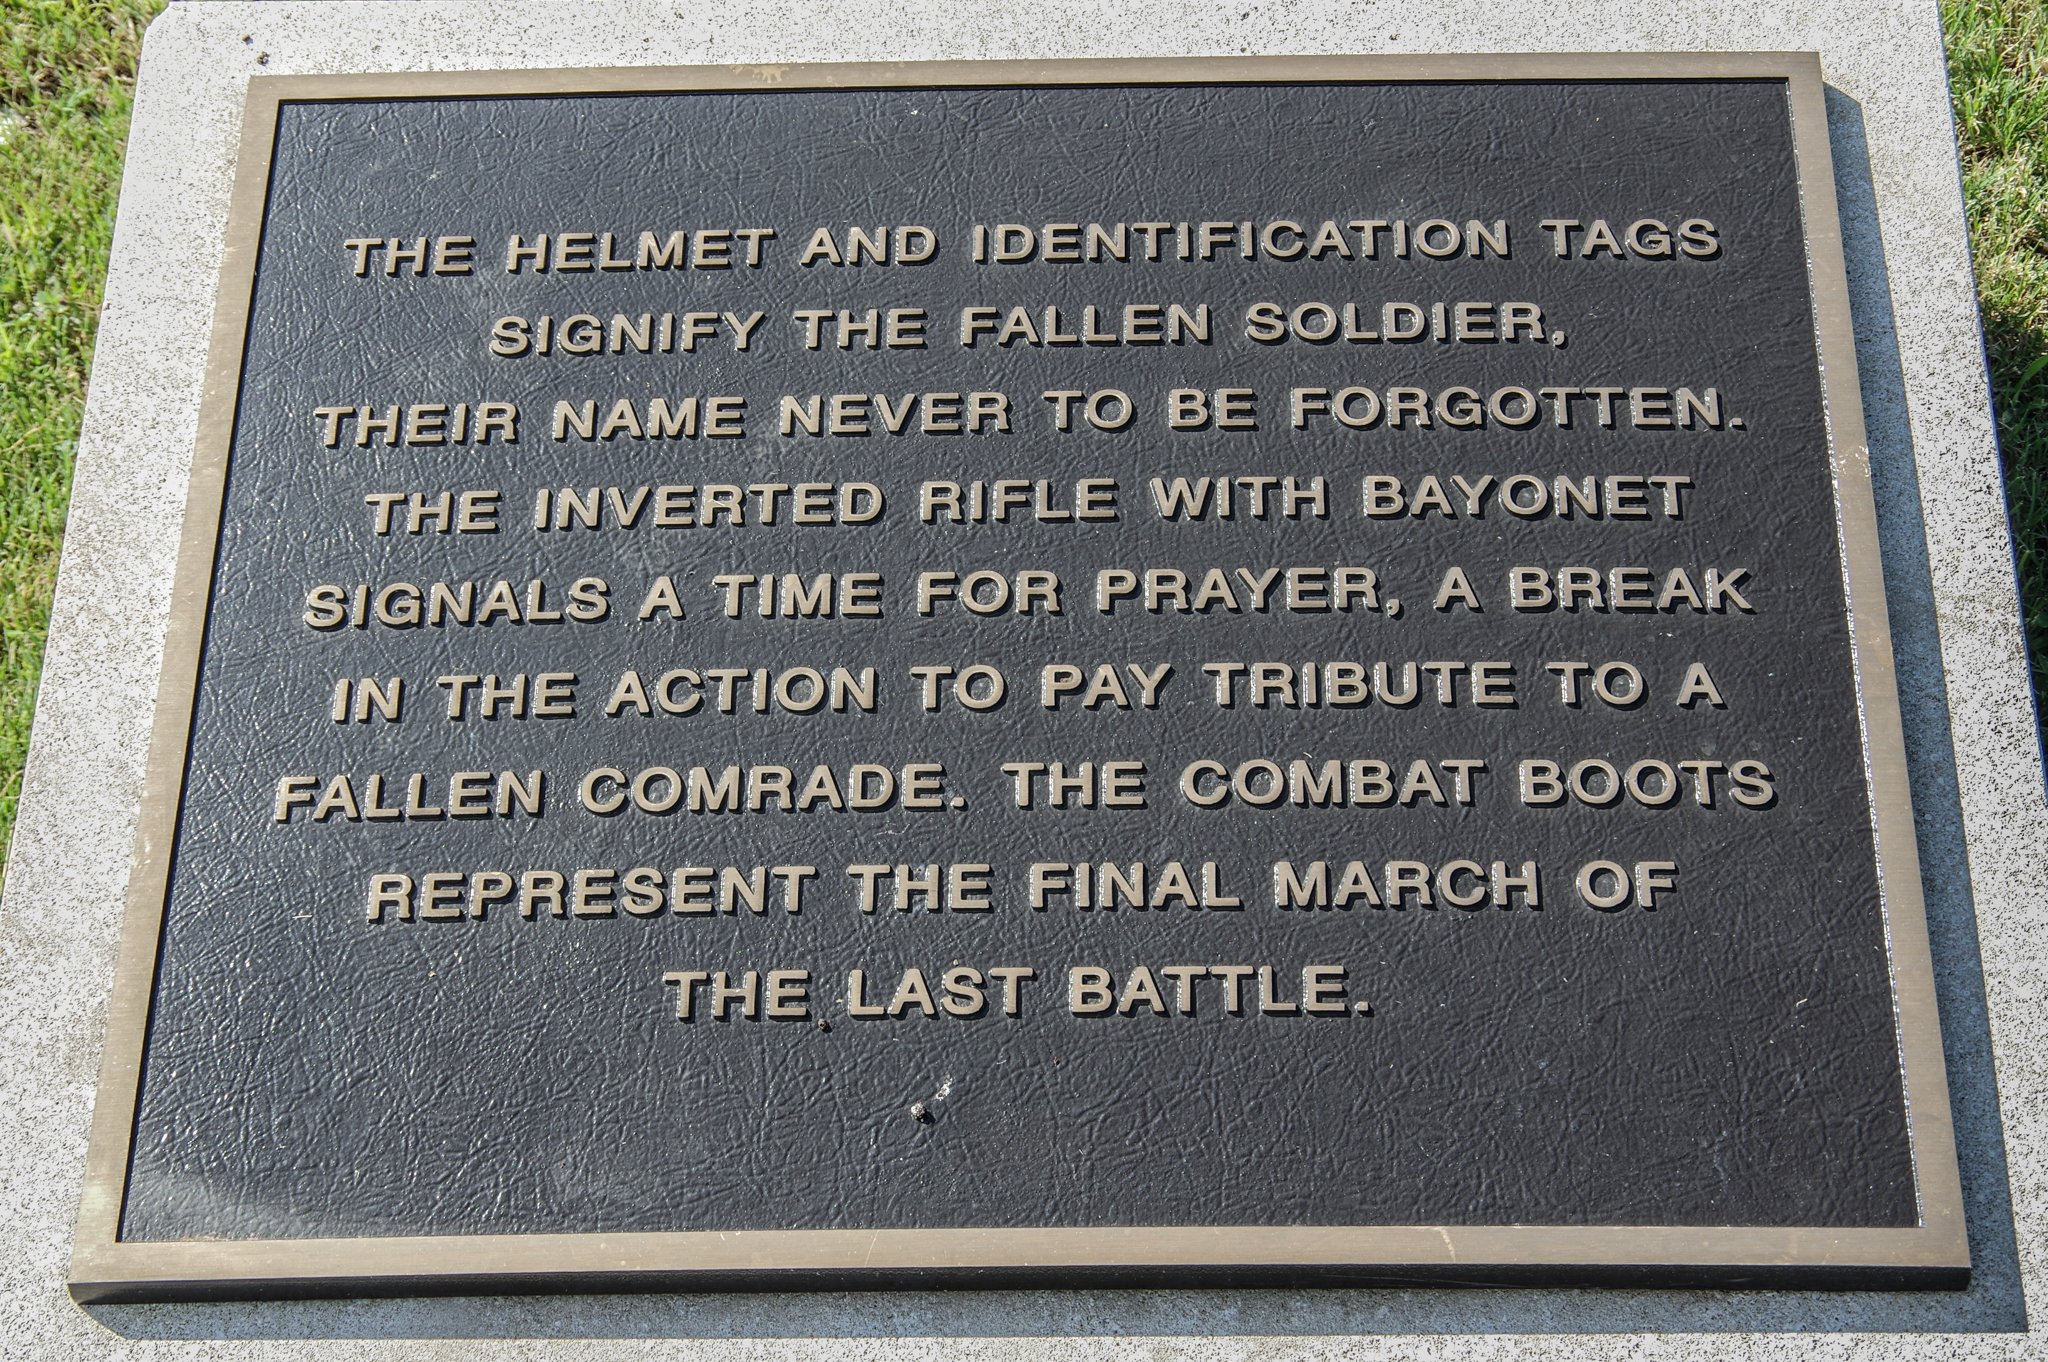 THE HELMET AND IDENTIFICATION TAGS
SIGNIFY THE FALLEN SOLDIER,
THEIR NAME NEVER TO BE FORGOTTEN.
THE INVERTED RIFLE WITH BAYONET
SIGNALS A TIME FOR PRAYER, A BREAK
IN THE ACTION TO PAY TRIBUTE TO A
FALLEN COMRADE. THE COMBAT BOOTS
REPRESENT THE FINAL MARCH OF
THE LAST BATTLE.